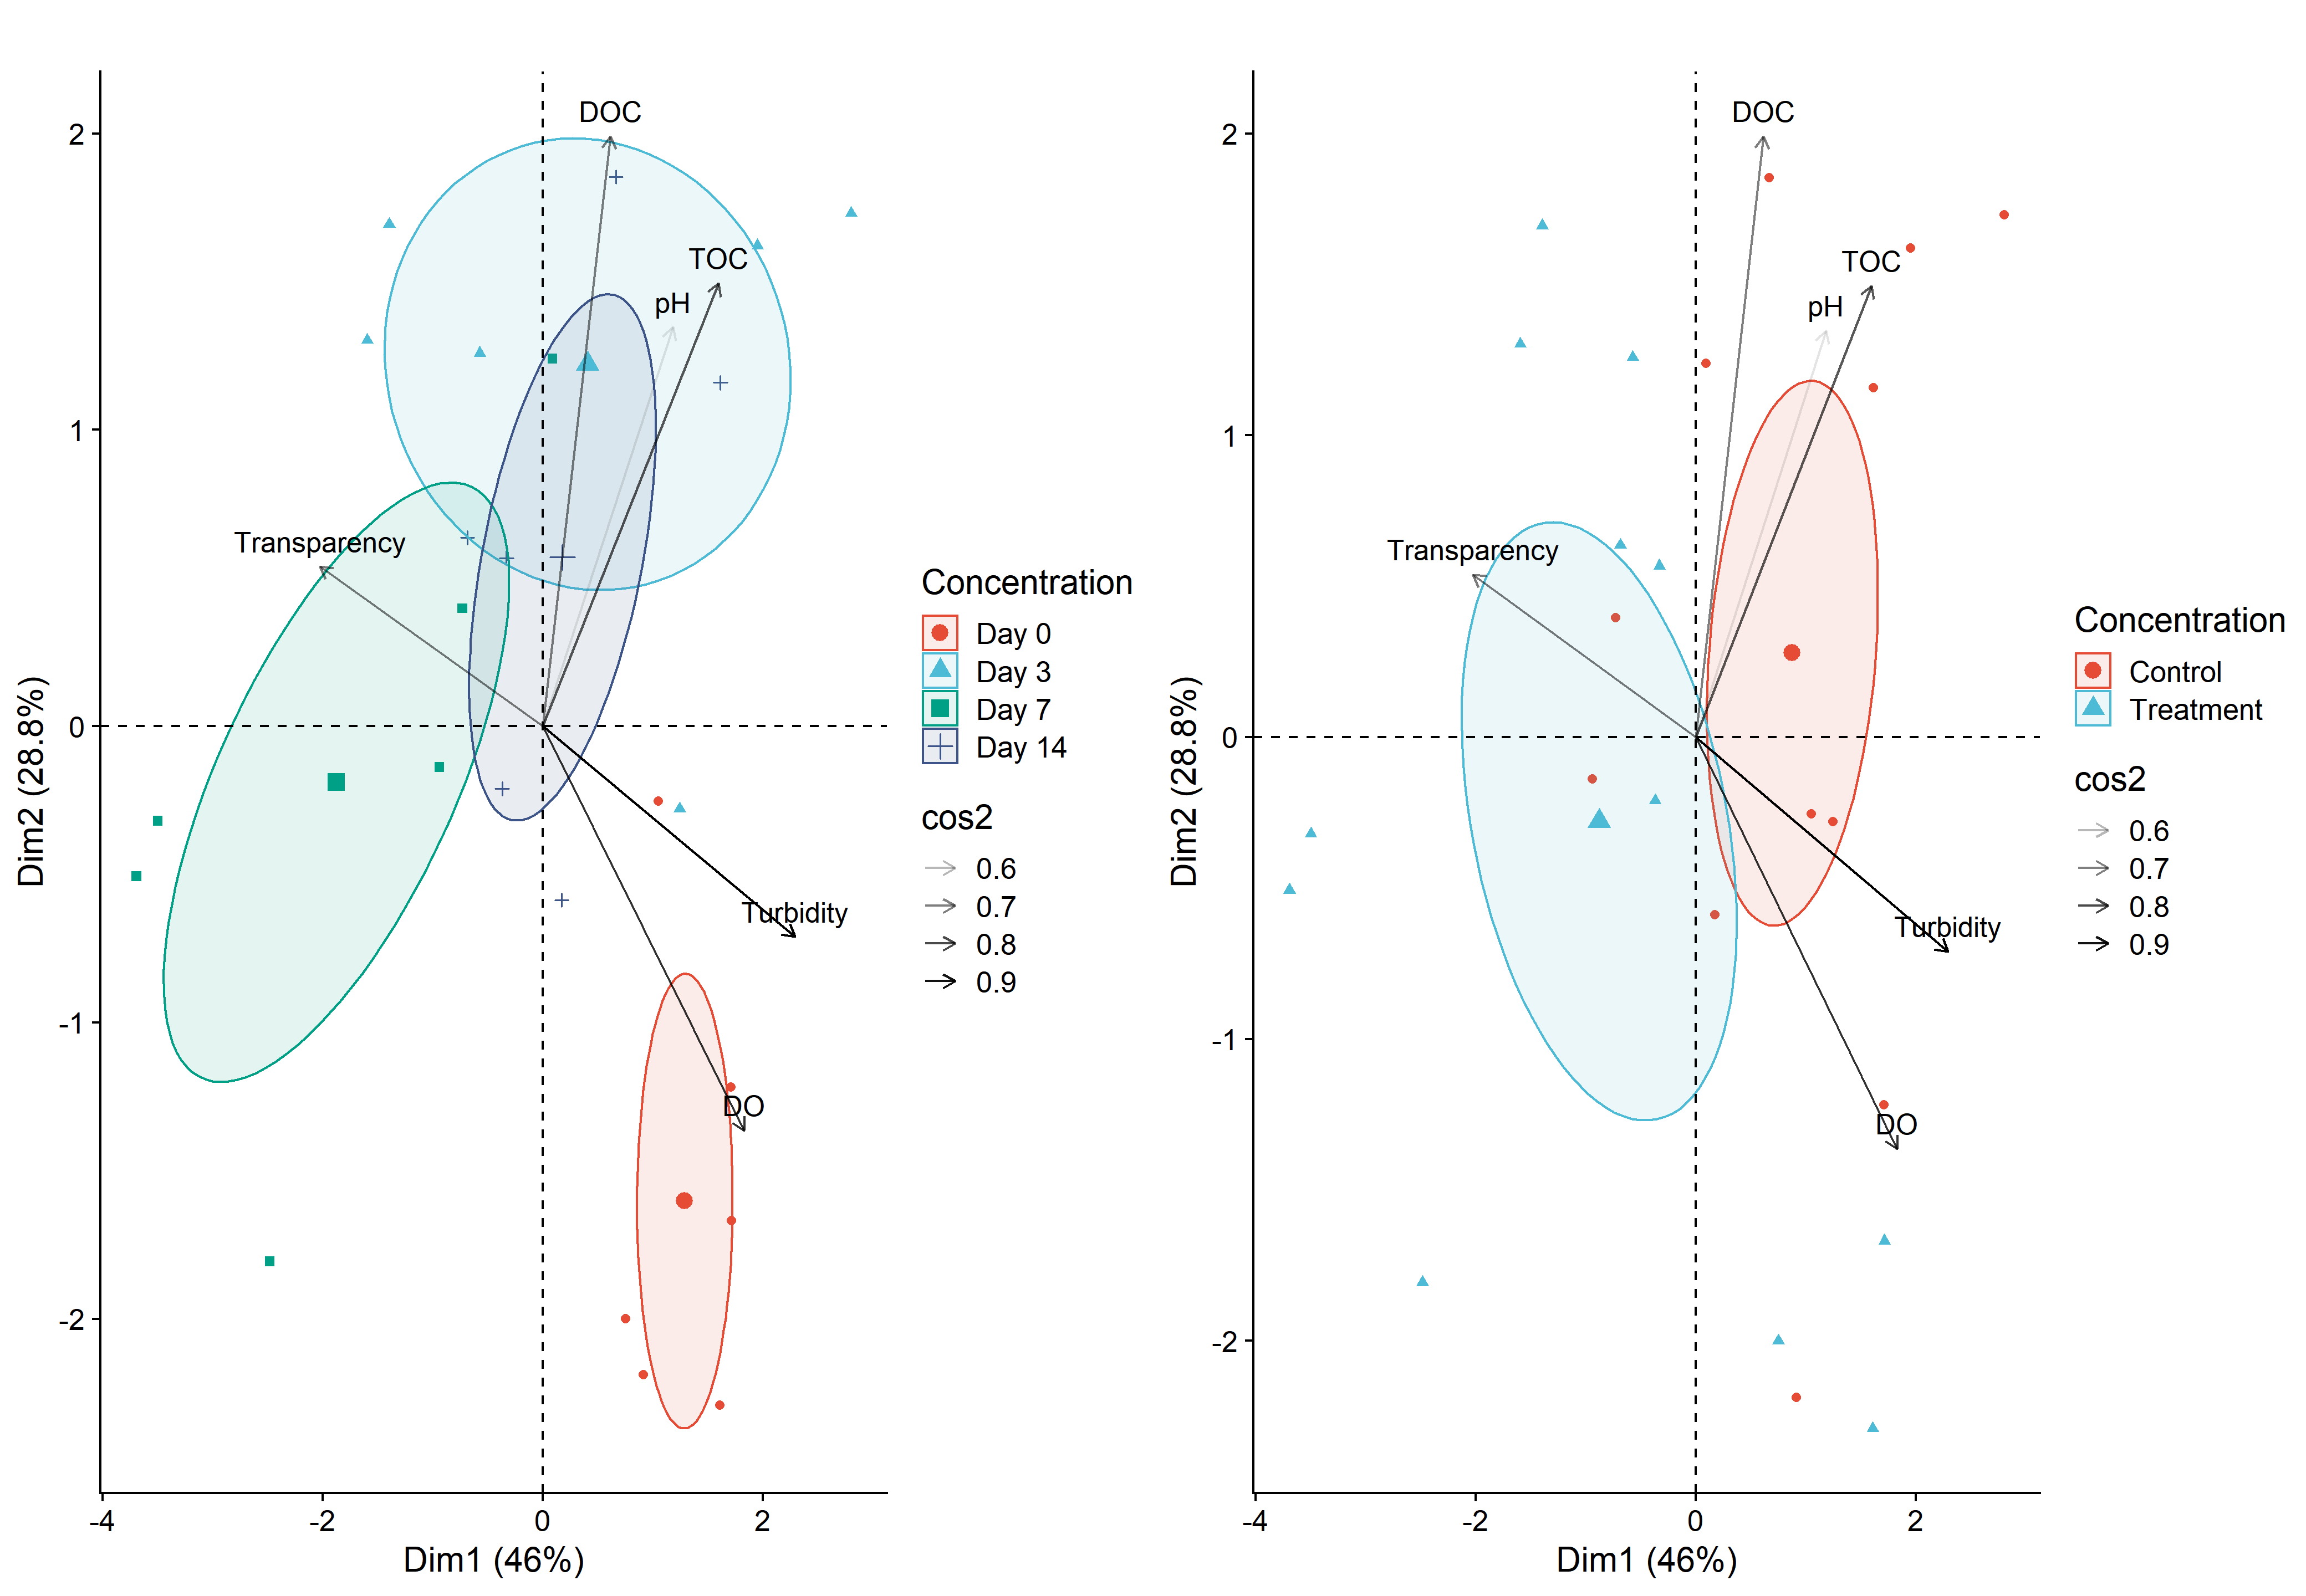 DOC
2
TOC
pH
1
Transparency
0
Turbidity
-1
DO
-2
-4
-2
0
2
Dim1 (46%)
Dim2 (28.8%)
Concentration
Day 0
Day 3
Day 7
Day 14
cos2
0.6
0.7
0.8
0.9
DOC
2
TOC
pH
1
Transparency
0
Turbidity
-1
DO
-2
-4
-2
0
2
Dim1 (46%)
Dim2 (28.8%)
Concentration
Control
Treatment
cos2
0.6
0.7
0.8
0.9